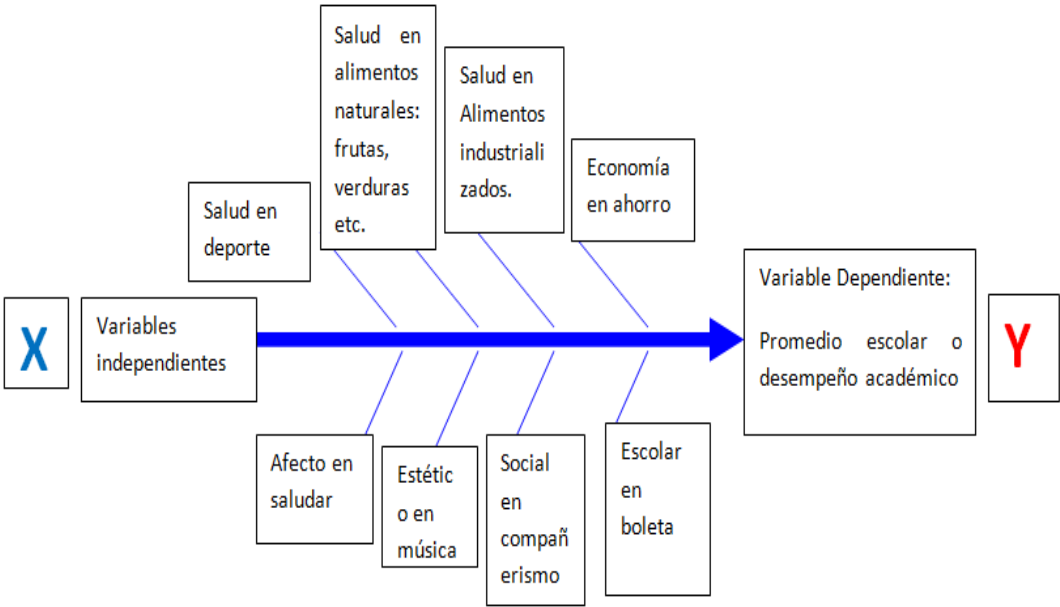 Salud en
alimentos
naturales:
frutas,
verduras
etc.
Salud en
Alimentos
industriali
zados.
Economía
en ahorro
Salud en
deporte
X
Variables
independientes
Variable Dependiente:
Promedio escolar o
desempeño académico
Y
Afecto en
saludar
Estétic
o en
música
Social
en
compañ
erismo
Escolar
en
boleta